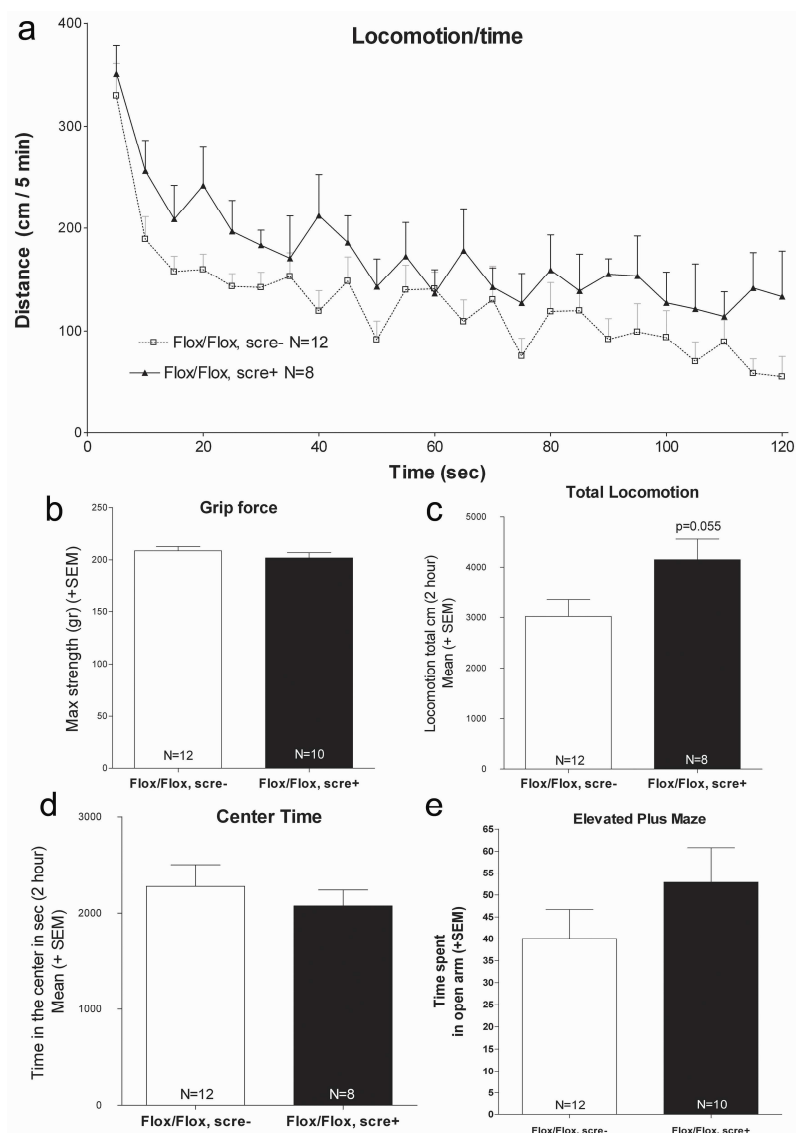 a
Locomotion/time
400
300
200
100
0
Distance (cm / 5 min)
Flox/Flox, scre- N=12
Flox/Flox, scre+ N=8
0 20 40 60 80 100 120
Time (sec)
b
Grip force
250
200
150
100
50
0
Max strength (gr) (+SEM)
N=12 N=10
Flox/Flox, scre- Flox/Flox, scre+
c
Total Locomotion
5000
4000
3000
2000
1000
0
Locomotion total cm (2 hour)
Mean (+ SEM)
p=0.055
N=12 N=8
Flox/Flox, scre- Flox/Flox, scre+
d
Center Time
3000
2000
1000
0
Time in the center in sec (2 hour)
Mean (+ SEM)
N=12 N=8
Flox/Flox, scre- Flox/Flox, scre+
e
Elevated Plus Maze
65
60
55
50
45
40
35
30
25
20
15
10
5
0
Time spent
in open arm (+SEM)
N=12 N=10
Flox/Flox, scre- Flox/Flox, scre+